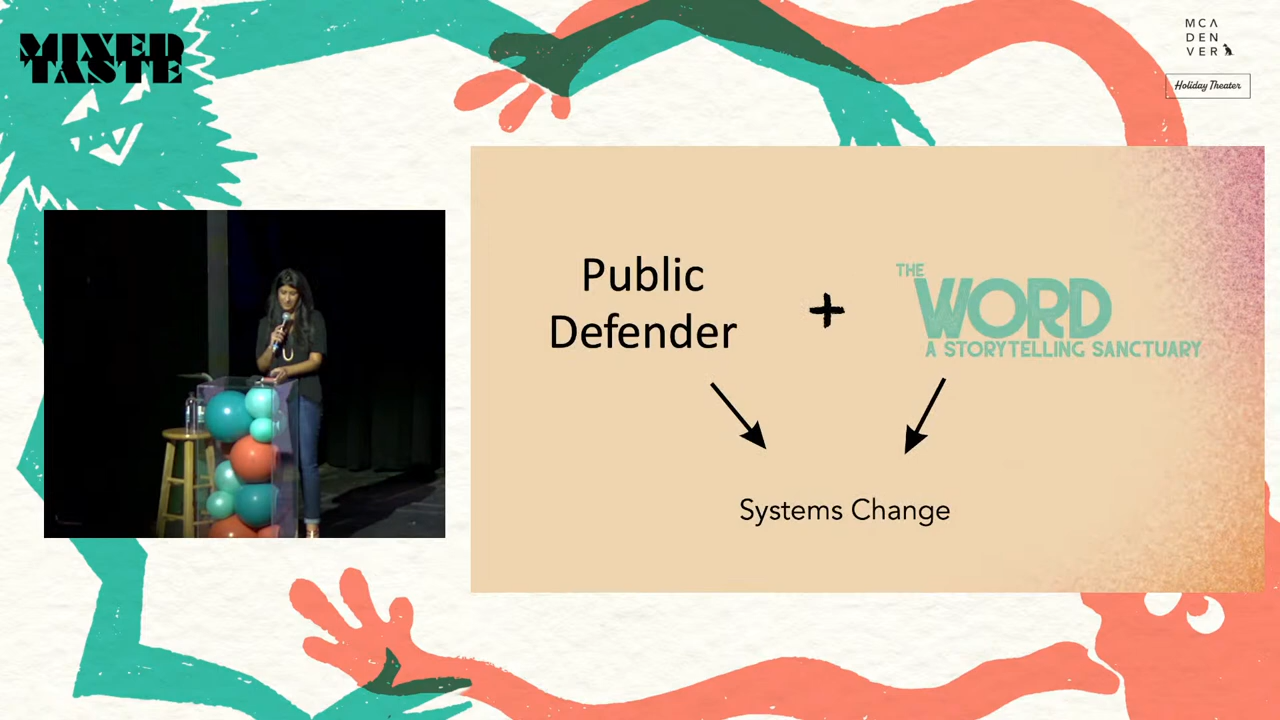 MIXED
TASTE
MCA
DEN
VER
Holiday Theater
Public
Defender
+
THE
WORD
A STORYTELLING SANCTUARY
Systems Change